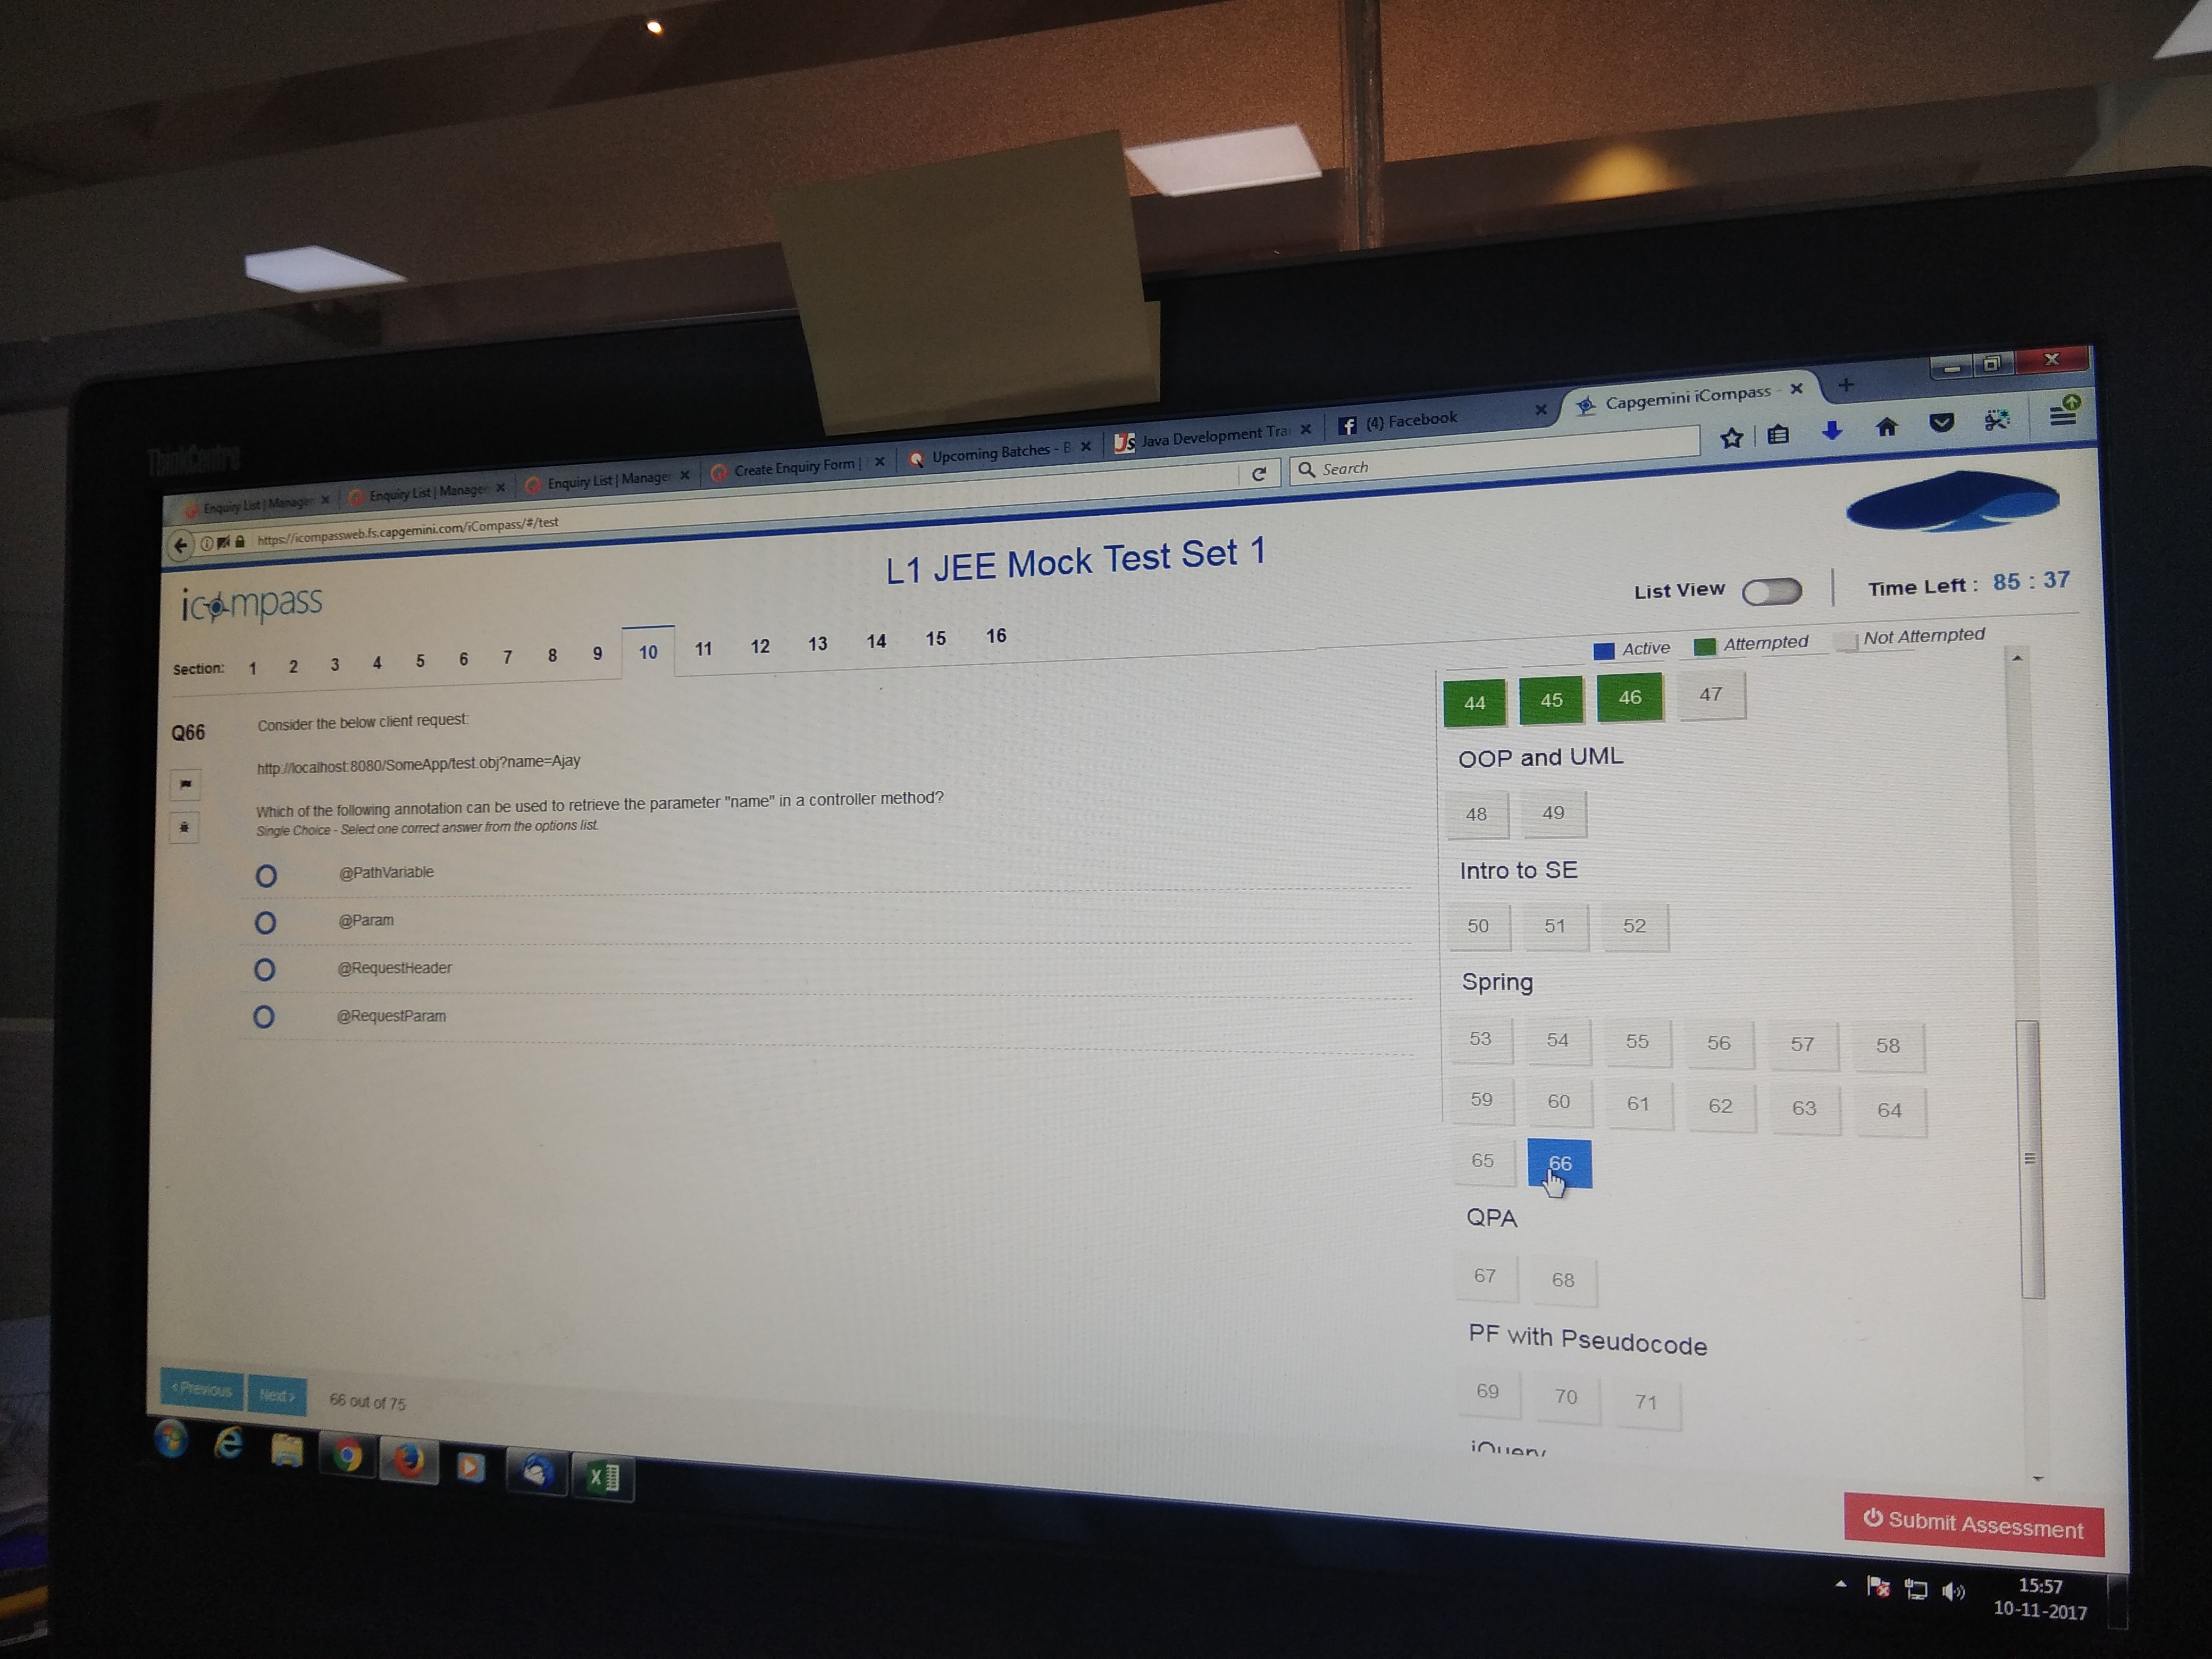 ThinkCentre
Enquiry List | Manager
Enquiry List | Manager
Enquiry List | Manager
Create Enquiry Form |
Upcoming Batches - B
Java Development Tra
(4) Facebook
Capgemini iCompass -
https://icompassweb.fs.capgemini.com/iCompass/#/test
Search
icompass
L1 JEE Mock Test Set 1
List View
Time Left : 85 : 37
Section: 1 2 3 4 5 6 7 8 9 10 11 12 13 14 15 16
Active Attempted Not Attempted
Q66
Consider the below client request:
http://localhost:8080/SomeApp/test.obj?name=Ajay
Which of the following annotation can be used to retrieve the parameter "name" in a controller method?
Single Choice - Select one correct answer from the options list.
@PathVariable
@Param
@RequestHeader
@RequestParam
44 45 46 47
OOP and UML
48 49
Intro to SE
50 51 52
Spring
53 54 55 56 57 58
59 60 61 62 63 64
65 66
QPA
67 68
PF with Pseudocode
69 70 71
jQuery
< Previous
Next >
66 out of 75
Submit Assessment
15:57
10-11-2017